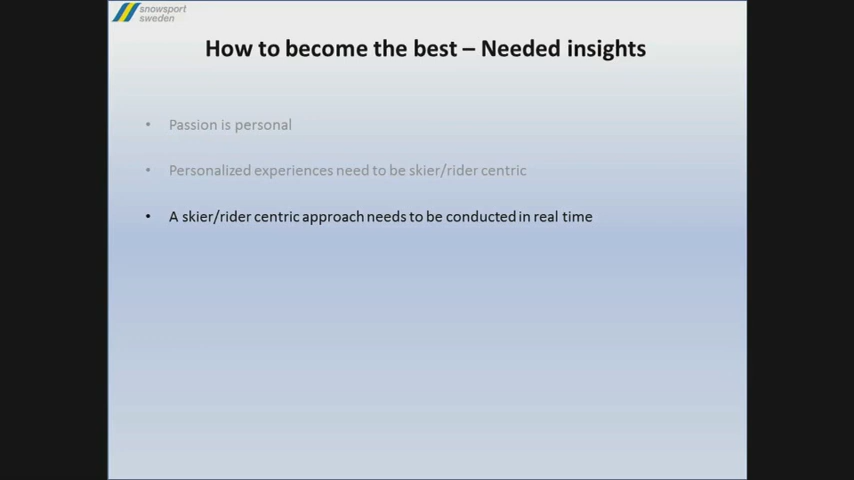 snowsport
sweden
How to become the best – Needed insights
• Passion is personal
• Personalized experiences need to be skier/rider centric
• A skier/rider centric approach needs to be conducted in real time